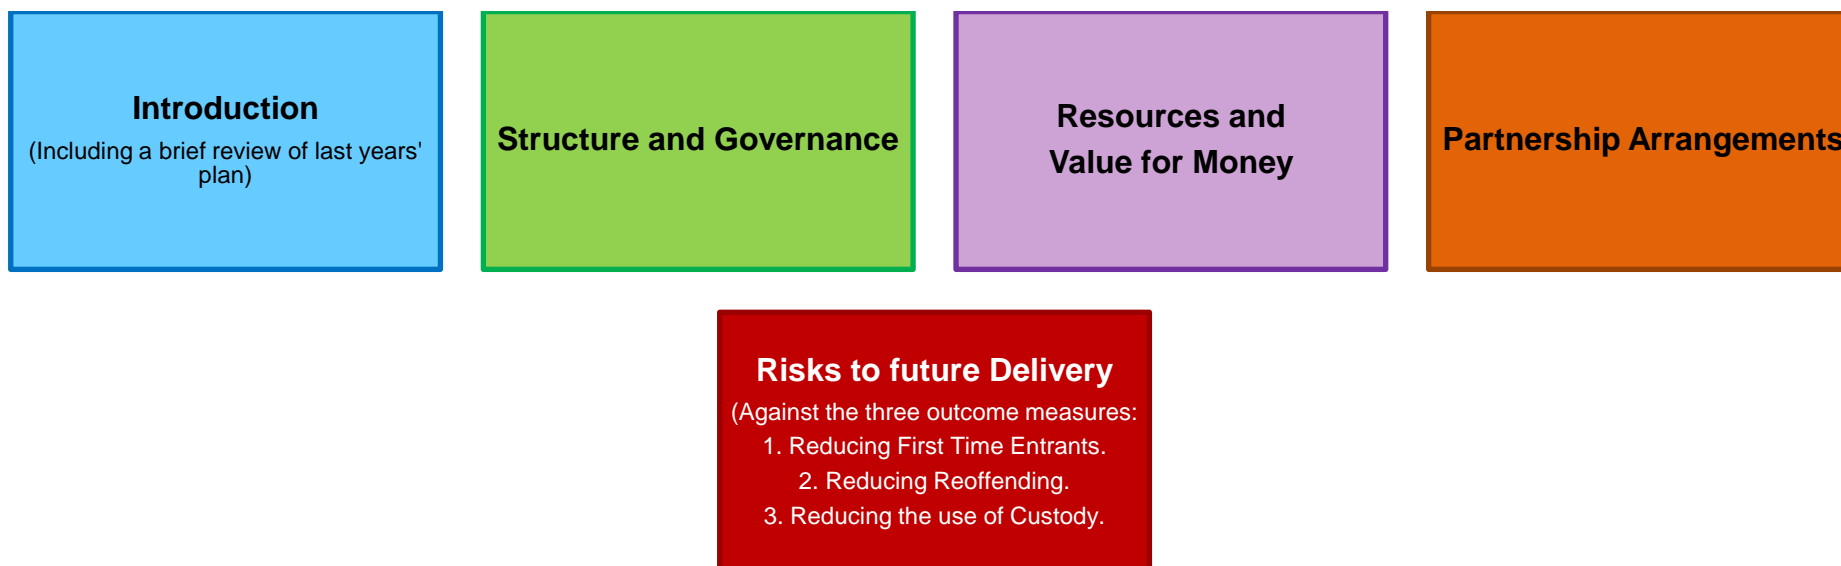 Introduction
(Including a brief review of last years'
plan)
Structure and Governance
Resources and
Value for Money
Partnership Arrangements
Risks to future Delivery
(Against the three outcome measures:
1. Reducing First Time Entrants.
2. Reducing Reoffending.
3. Reducing the use of Custody.